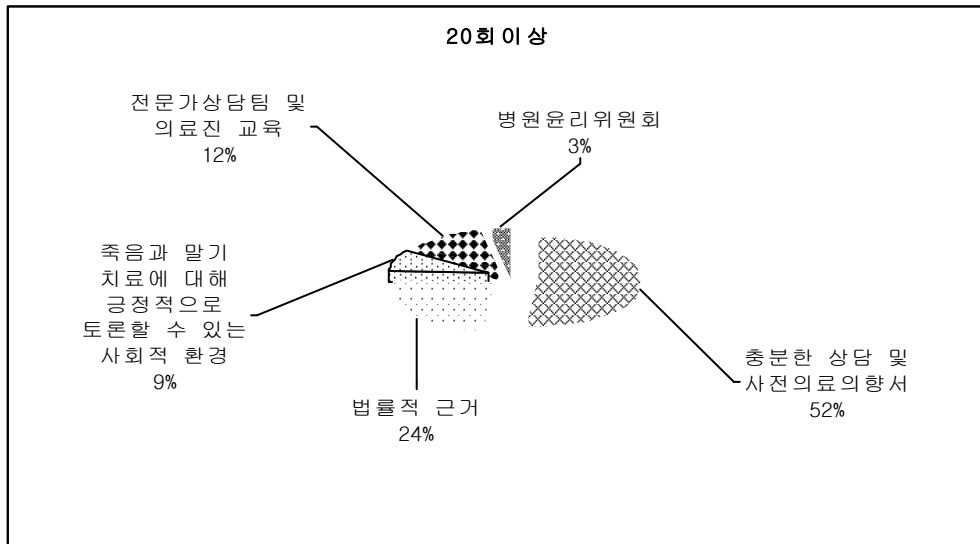 20회이상
전문가상담팀 및
의료진 교육
12%
병원윤리위원회
3%
죽음과 말기
치료에 대해
긍정적으로
토론할 수 있는
사회적 환경
9%
법률적 근거
24%
충분한 상담 및
사전의료의향서
52%